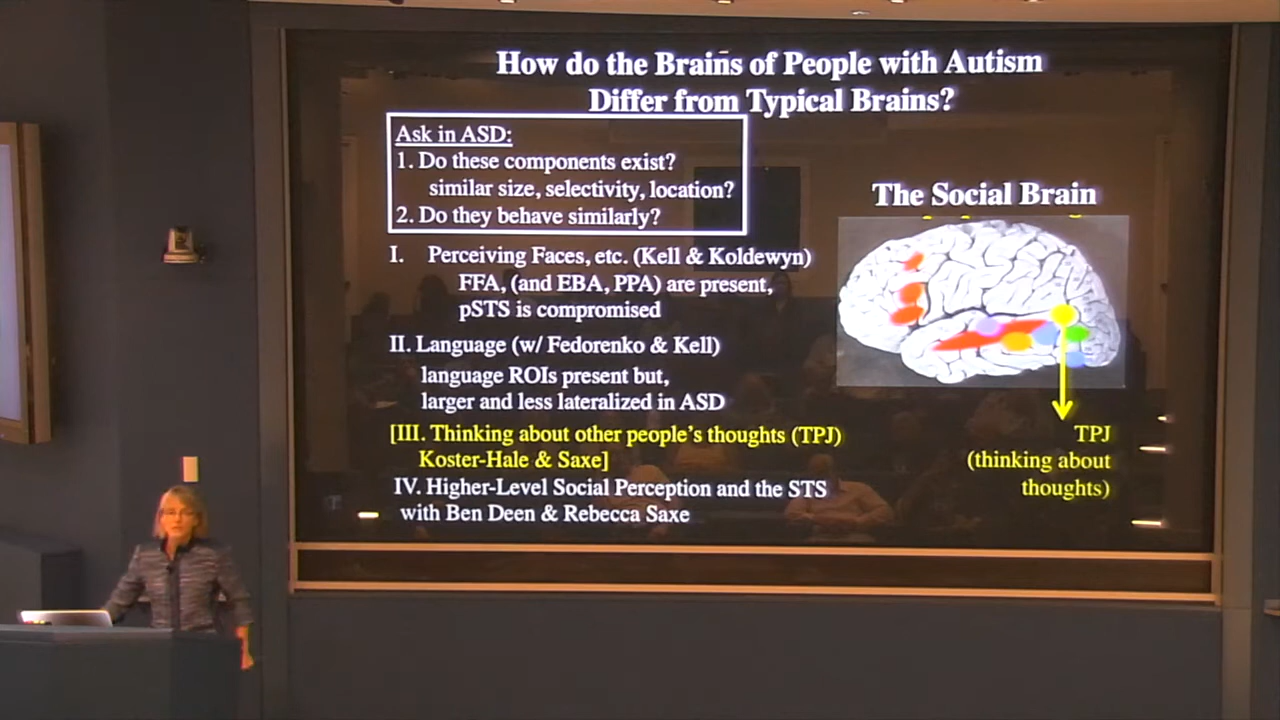 How do the Brains of People with Autism
Differ from Typical Brains?
Ask in ASD:
1. Do these components exist?
similar size, selectivity, location?
2. Do they behave similarly?
I. Perceiving Faces, etc. (Kell & Koldewyn)
FFA, (and EBA, PPA) are present,
pSTS is compromised
II. Language (w/ Fedorenko & Kell)
language ROIs present but,
larger and less lateralized in ASD
[III. Thinking about other people's thoughts (TPJ)
Koster-Hale & Saxe]
IV. Higher-Level Social Perception and the STS
with Ben Deen & Rebecca Saxe
The Social Brain
TPJ
(thinking about
thoughts)